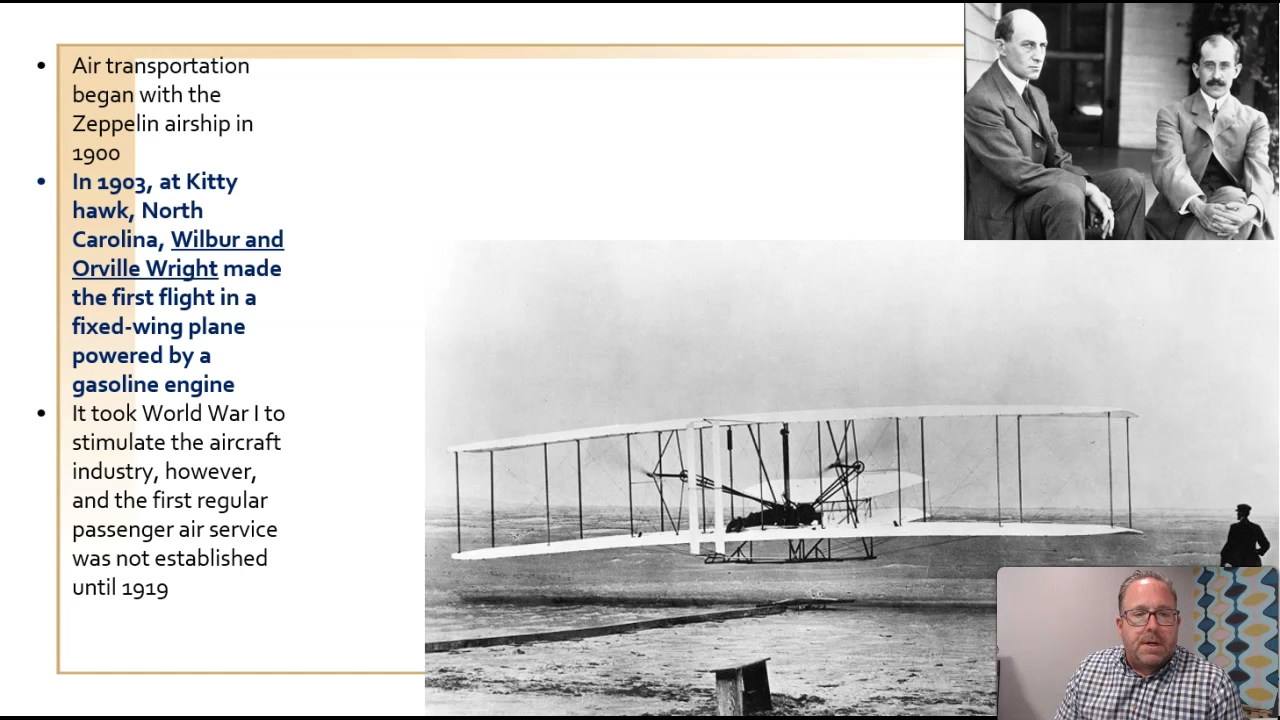 • Air transportation
began with the
Zeppelin airship in
1900
• In 1903, at Kitty
hawk, North
Carolina, Wilbur and
Orville Wright made
the first flight in a
fixed-wing plane
powered by a
gasoline engine
• It took World War I to
stimulate the aircraft
industry, however,
and the first regular
passenger air service
was not established
until 1919